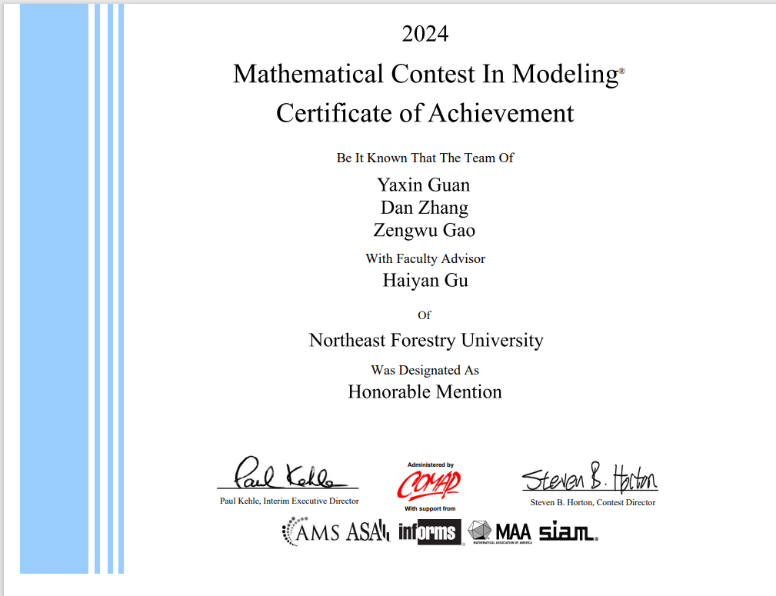 2024
Mathematical Contest In Modeling®
Certificate of Achievement
Be It Known That The Team Of
Yaxin Guan
Dan Zhang
Zengwu Gao
With Faculty Advisor
Haiyan Gu
Of
Northeast Forestry University
Was Designated As
Honorable Mention
Paul Kehle
Steven B. Horton
Paul Kehle, Interim Executive Director
Steven B. Horton, Contest Director
Administered by
COMAP
With support from
AMS ASA informs MAA siam.
MATHEMATICAL ASSOCIATION OF AMERICA